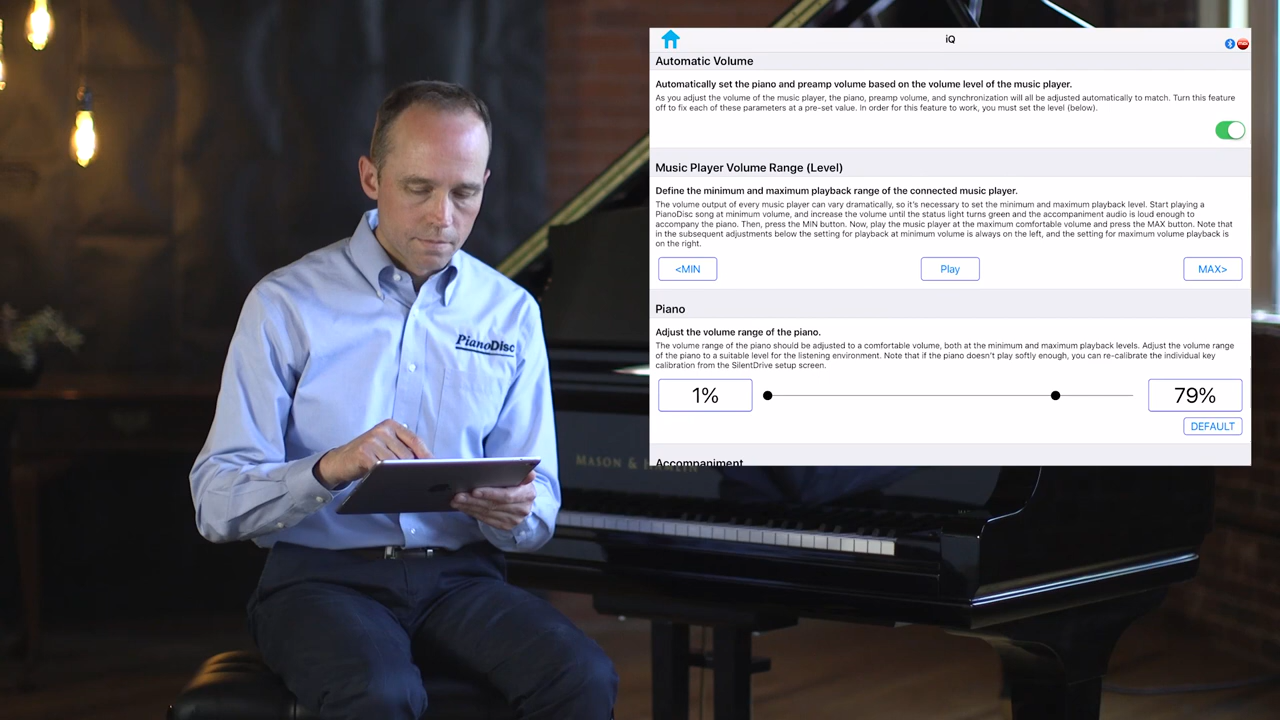 iQ
Automatic Volume
Automatically set the piano and preamp volume based on the volume level of the music player.
As you adjust the volume of the music player, the piano, preamp volume, and synchronization will all be adjusted automatically to match. Turn this feature
off to fix each of these parameters at a pre-set value. In order for this feature to work, you must set the level (below).
Music Player Volume Range (Level)
Define the minimum and maximum playback range of the connected music player.
The volume output of every music player can vary dramatically, so it's necessary to set the minimum and maximum playback level. Start playing a
PianoDisc song at minimum volume, and increase the volume until the status light turns green and the accompaniment audio is loud enough to
accompany the piano. Then, press the MIN button. Now, play the music player at the maximum comfortable volume and press the MAX button. Note that
in the subsequent adjustments below the setting for playback at minimum volume is always on the left, and the setting for maximum volume playback is
on the right.
<MIN
Play
MAX>
Piano
Adjust the volume range of the piano.
The volume range of the piano should be adjusted to a comfortable volume, both at the minimum and maximum playback levels. Adjust the volume range
of the piano to a suitable level for the listening environment. Note that if the piano doesn't play softly enough, you can re-calibrate the individual key
calibration from the SilentDrive setup screen.
1%
79%
DEFAULT
Accompaniment
PianoDisc
MASON & HAMLIN